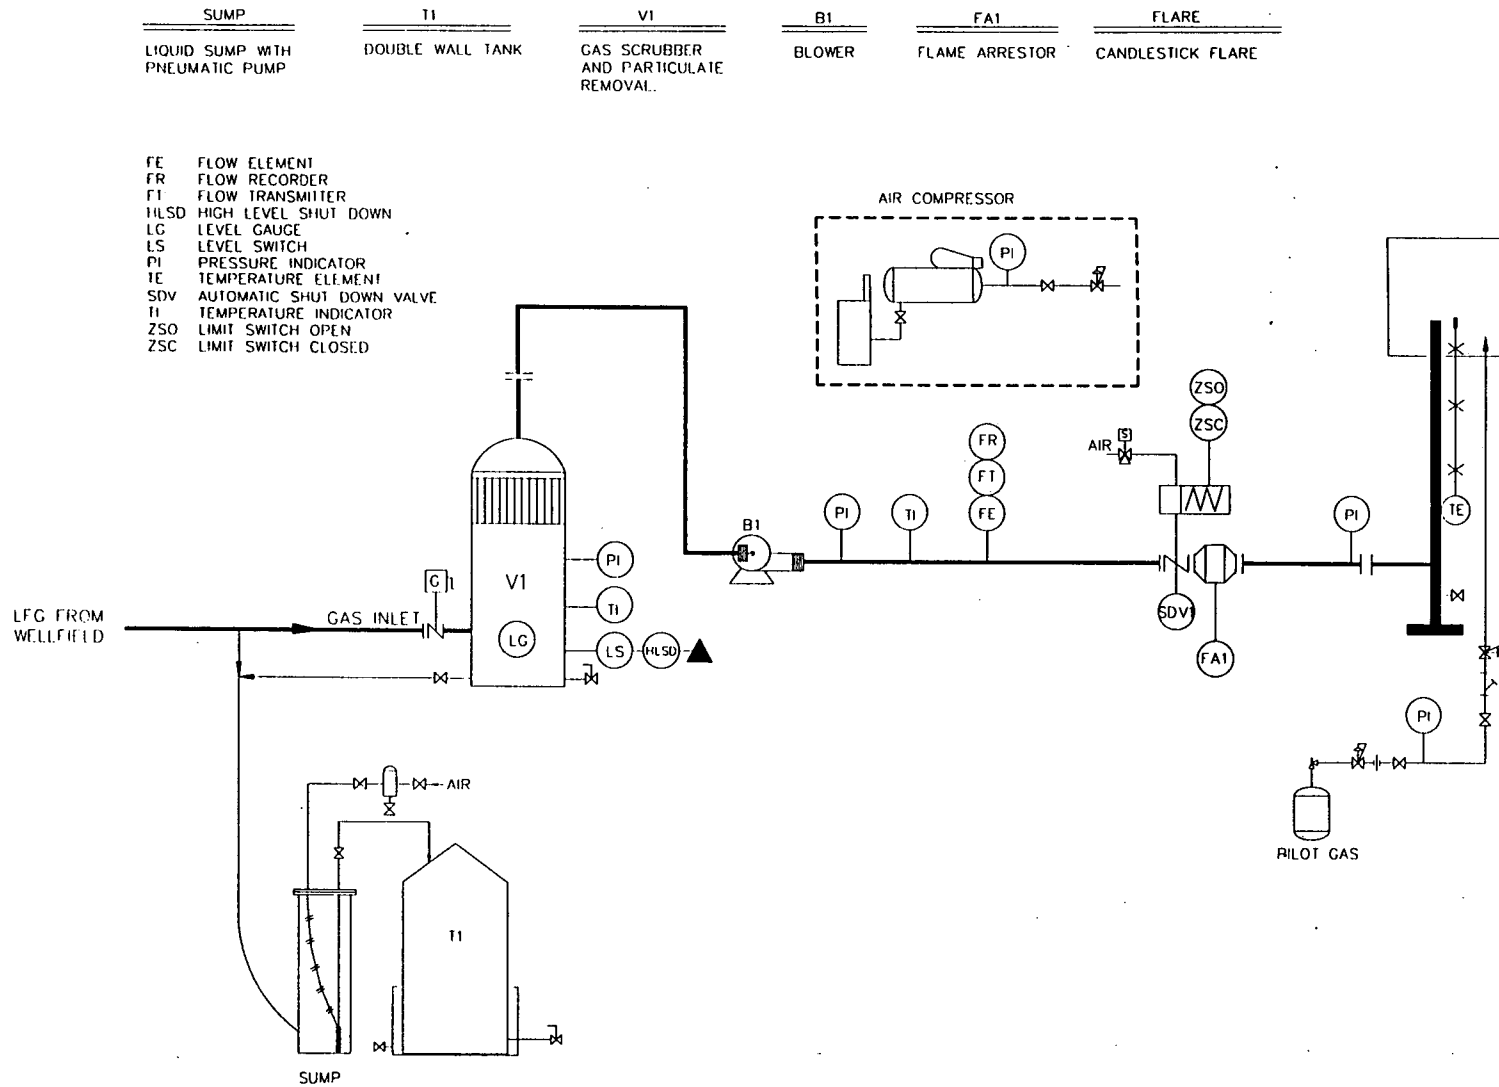 SUMP
T1
V1
B1
FA1
FLARE
LIQUID SUMP WITH
PNEUMATIC PUMP
DOUBLE WALL TANK
GAS SCRUBBER
AND PARTICULATE
REMOVAL.
BLOWER
FLAME ARRESTOR
CANDLESTICK FLARE
FE FLOW ELEMENT
FR FLOW RECORDER
FT FLOW TRANSMITTER
HLSD HIGH LEVEL SHUT DOWN
LG LEVEL GAUGE
LS LEVEL SWITCH
PI PRESSURE INDICATOR
TE TEMPERATURE ELEMENT
SDV AUTOMATIC SHUT DOWN VALVE
TI TEMPERATURE INDICATOR
ZSO LIMIT SWITCH OPEN
ZSC LIMIT SWITCH CLOSED
AIR COMPRESSOR
PI
ZSO
ZSC
S
AIR
FR
FT
FE
PI
TI
PI
TE
B1
PI
V1
TI
LG
LS
HLSD
SDV1
FA1
LFG FROM
WELLFIELD
GAS INLET
PI
PILOT GAS
AIR
T1
SUMP